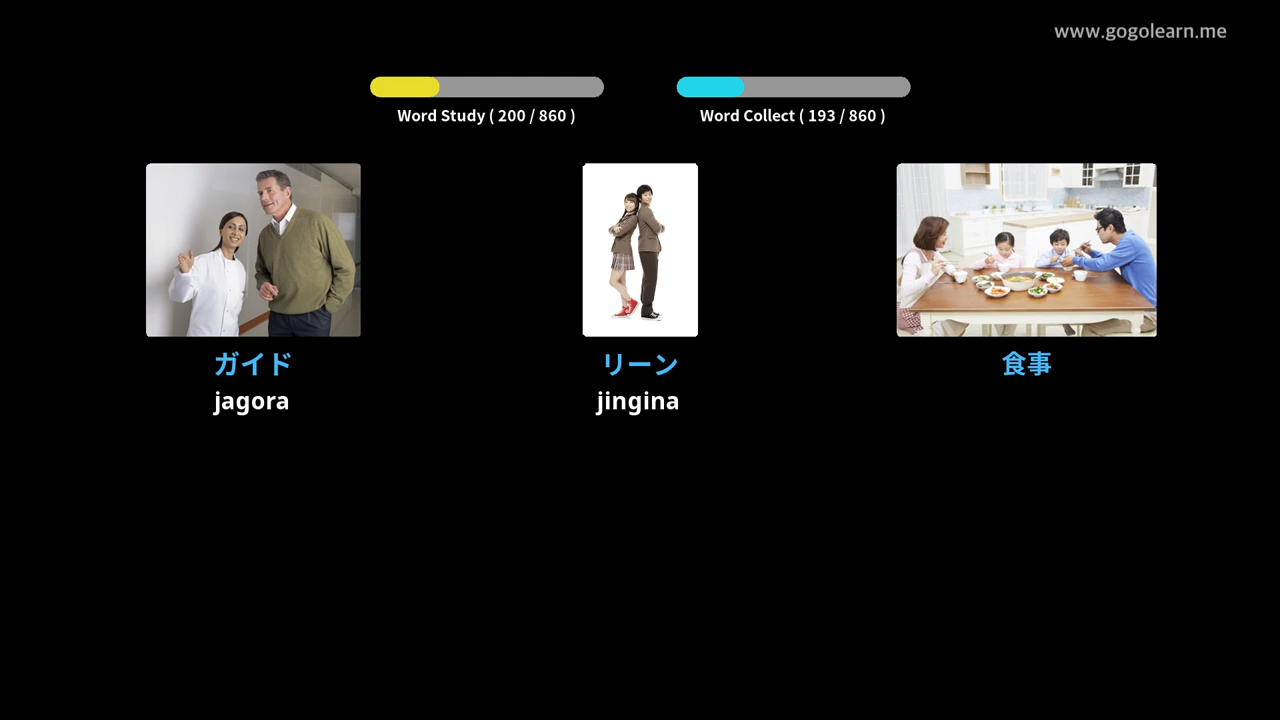 www.gogolearn.me
Word Study ( 200 / 860 )
Word Collect ( 193 / 860 )
ガイド
jagora
リーン
jingina
食事